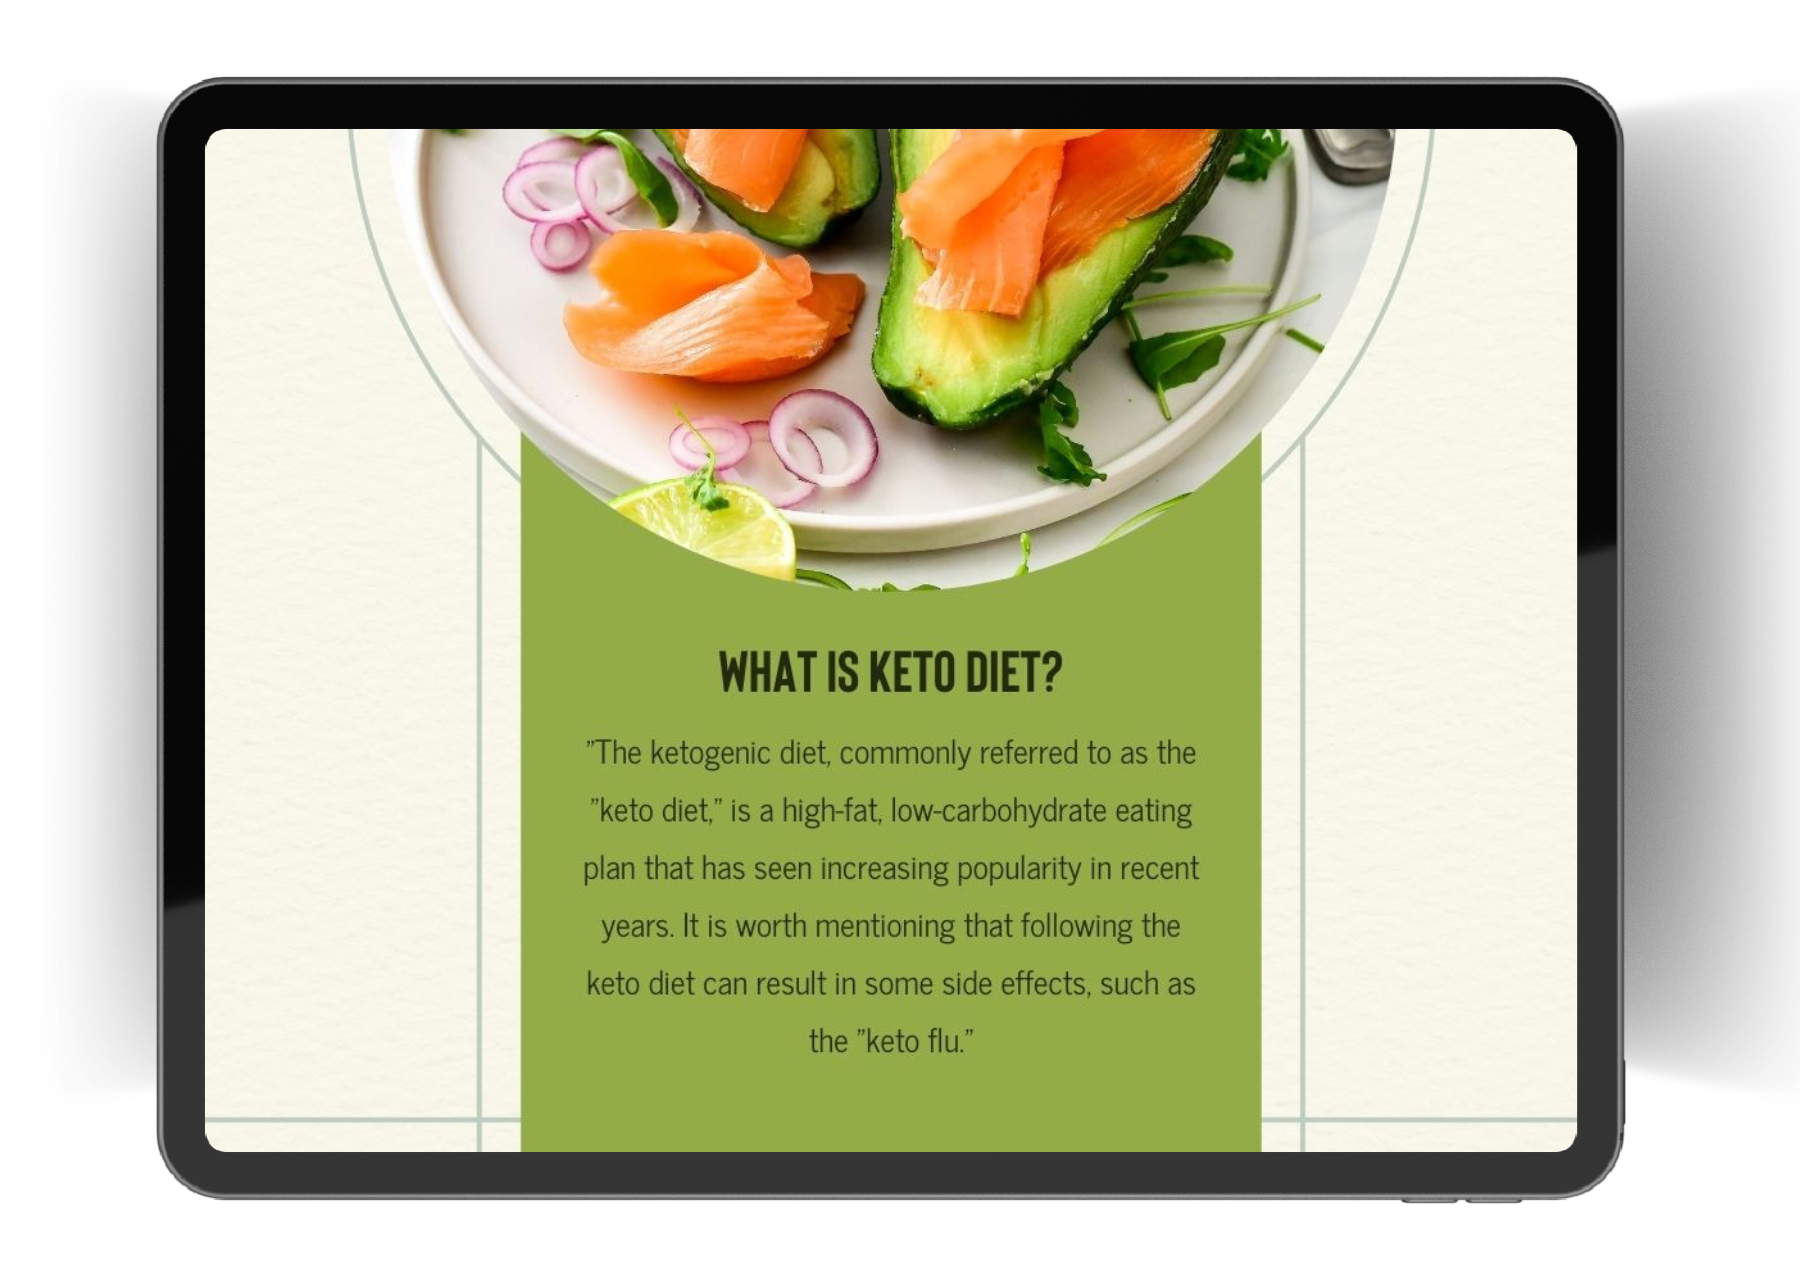 WHAT IS KETO DIET?
”The ketogenic diet, commonly referred to as the
”keto diet,” is a high-fat, low-carbohydrate eating
plan that has seen increasing popularity in recent
years. It is worth mentioning that following the
keto diet can result in some side effects, such as
the ”keto flu.”